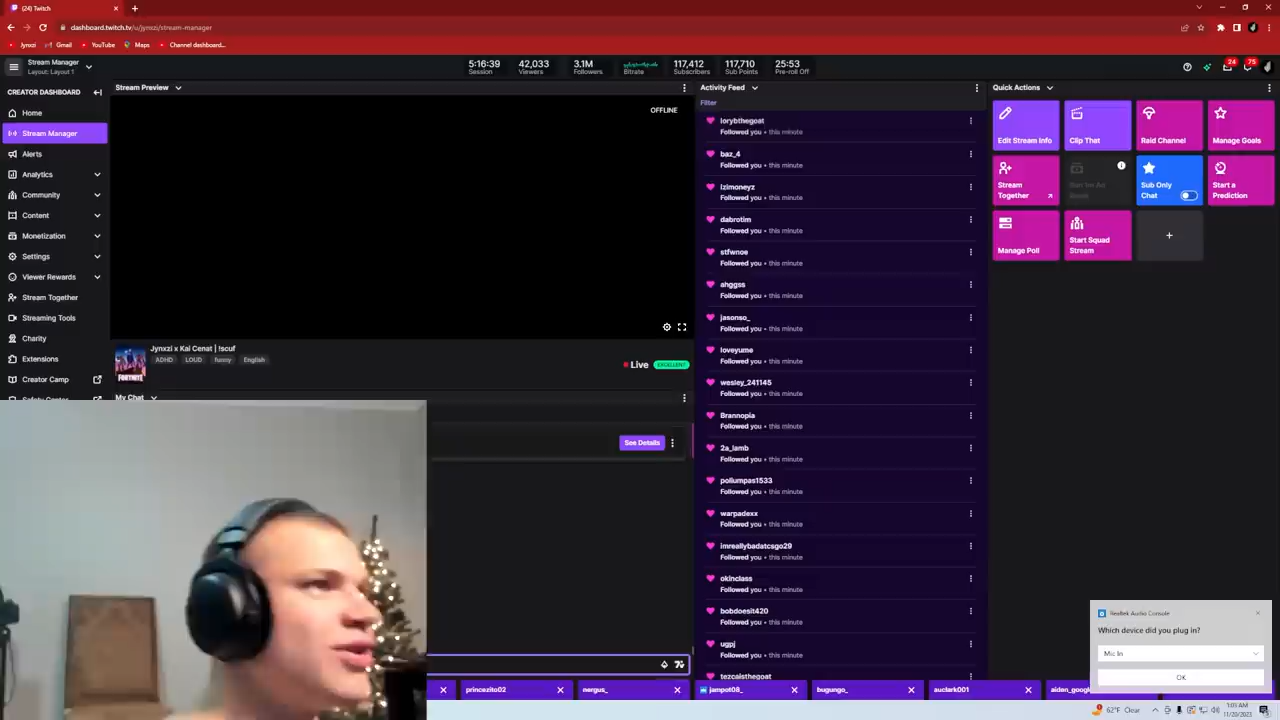 (24) Twitch
dashboard.twitch.tv/u/jynxzi/stream-manager
Jynxzi
Gmail
YouTube
Maps
Channel dashboard...
Stream Manager
Layout: Layout 1
5:16:39
Session
42,033
Viewers
3.1M
Followers
Bitrate
117,412
Subscribers
117,710
Sub Points
25:53
Pre-roll Off
24
75
CREATOR DASHBOARD
Home
Stream Manager
Alerts
Analytics
Community
Content
Monetization
Settings
Viewer Rewards
Stream Together
Streaming Tools
Charity
Extensions
Creator Camp
Stream Preview
OFFLINE
FORTNITE
Jynxzi x Kai Cenat | !scuf
ADHD
LOUD
funny
English
Live
EXCELLENT
My Chat
See Details
Activity Feed
Filter
lorybthegoat
Followed you • this minute
baz_4
Followed you • this minute
izimoneyz
Followed you • this minute
dabrotim
Followed you • this minute
stfwnoe
Followed you • this minute
ahggss
Followed you • this minute
jasonso_
Followed you • this minute
loveyume
Followed you • this minute
wesley_241145
Followed you • this minute
Brannopia
Followed you • this minute
2a_lamb
Followed you • this minute
pollumpas1533
Followed you • this minute
warpadexx
Followed you • this minute
imreallybadatcsgo29
Followed you • this minute
okinclass
Followed you • this minute
bobdoesit420
Followed you • this minute
ugpj
Followed you • this minute
tezcaisthegoat
Quick Actions
Edit Stream Info
Clip That
Raid Channel
Manage Goals
Stream Together
Sub Only Chat
Start a Prediction
Manage Poll
Start Squad Stream
Realtek Audio Console
Which device did you plug in?
Mic In
OK
princezito02
nergus_
jampot08_
bugungo_
auclark001
62°F Clear
1:03 AM
11/20/2023